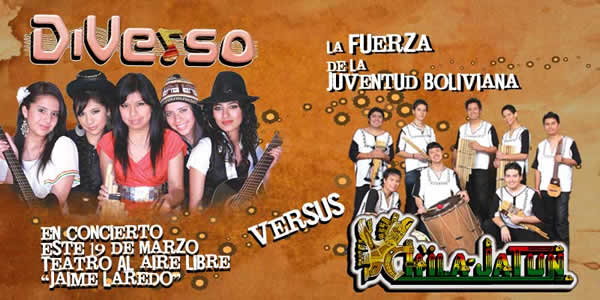 DiVerso
LA FUERZA
DE LA
JUVENTUD BOLIVIANA
EN CONCIERTO
ESTE 19 DE MARZO
TEATRO AL AIRE LIBRE
"JAIME LAREDO"
VERSUS
CHILA-JATUN